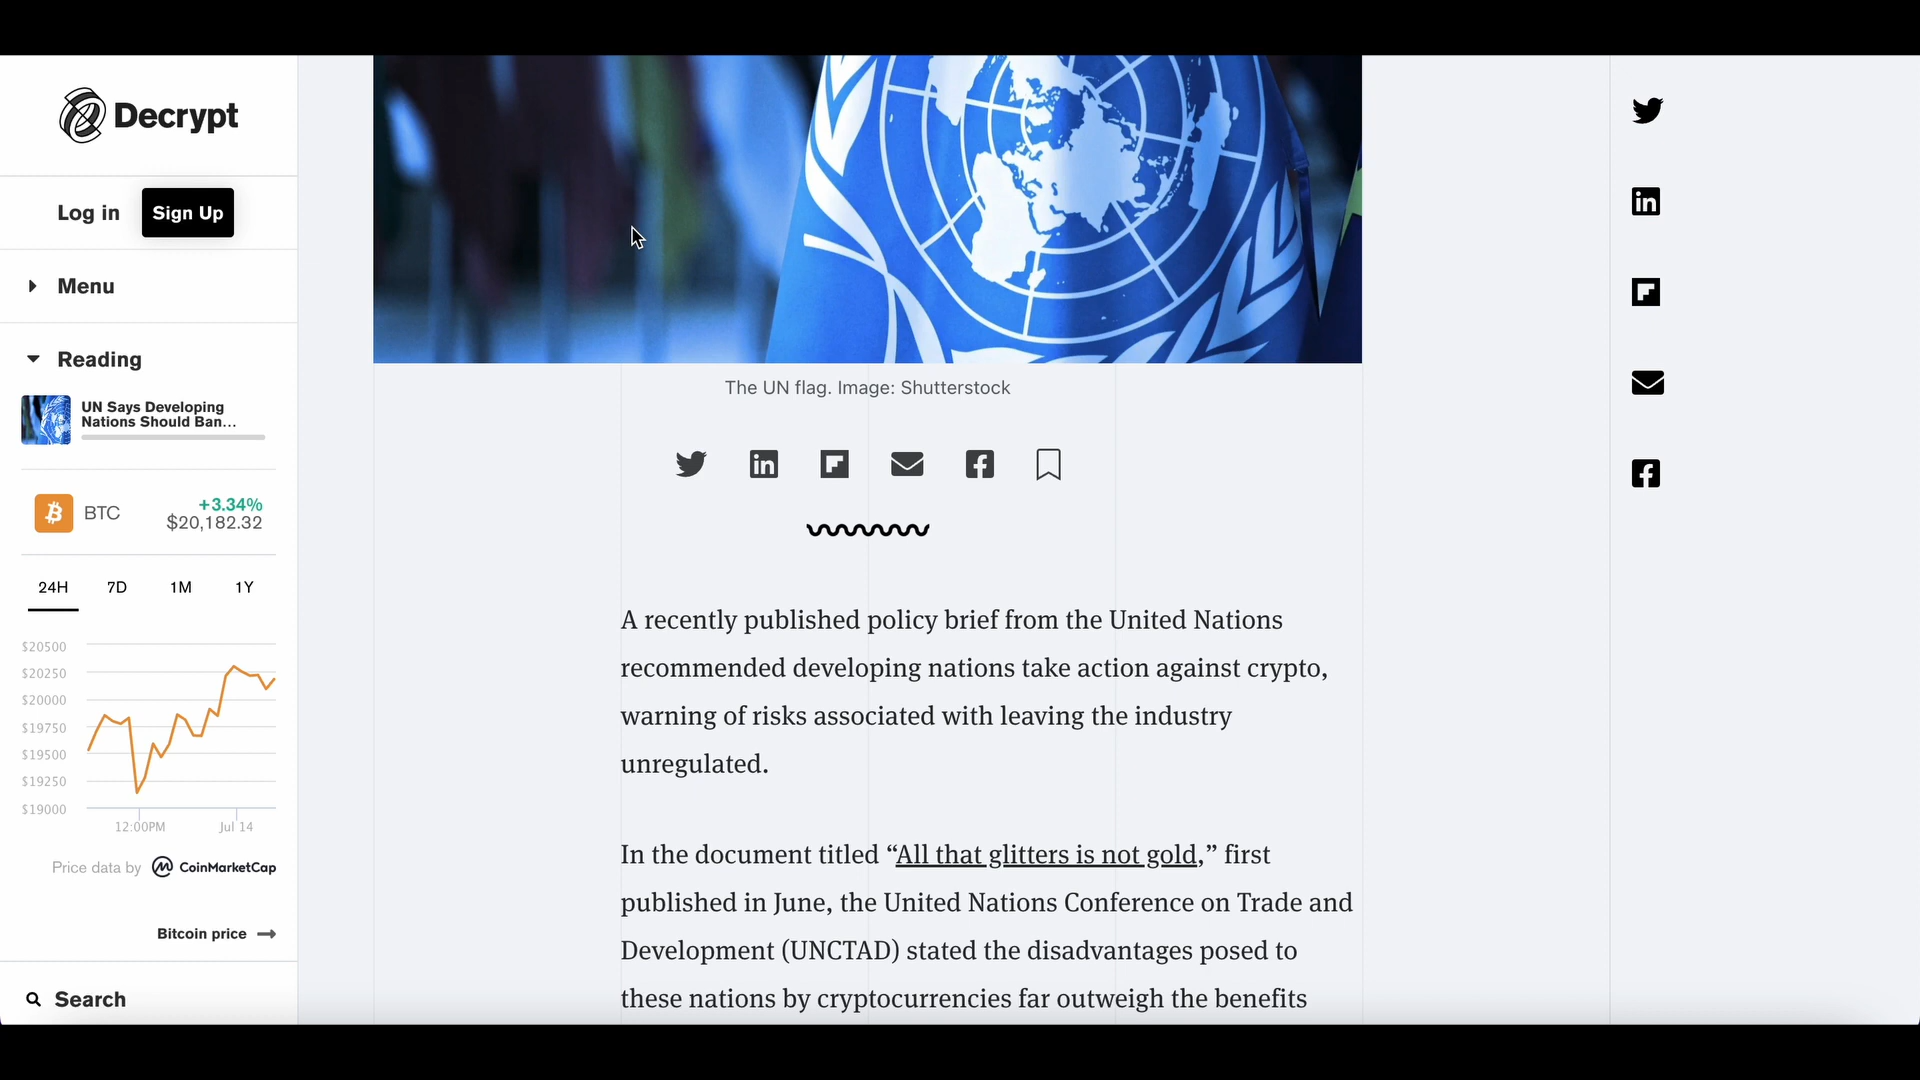 Decrypt
Log in
Sign Up
Menu
Reading
UN Says Developing
Nations Should Ban...
BTC
+3.34%
$20,182.32
24H 7D 1M 1Y
$20500
$20250
$20000
$19750
$19500
$19250
$19000
12:00PM Jul 14
Price data by CoinMarketCap
Bitcoin price
Search
The UN flag. Image: Shutterstock
A recently published policy brief from the United Nations
recommended developing nations take action against crypto,
warning of risks associated with leaving the industry
unregulated.
In the document titled “All that glitters is not gold,” first
published in June, the United Nations Conference on Trade and
Development (UNCTAD) stated the disadvantages posed to
these nations by cryptocurrencies far outweigh the benefits